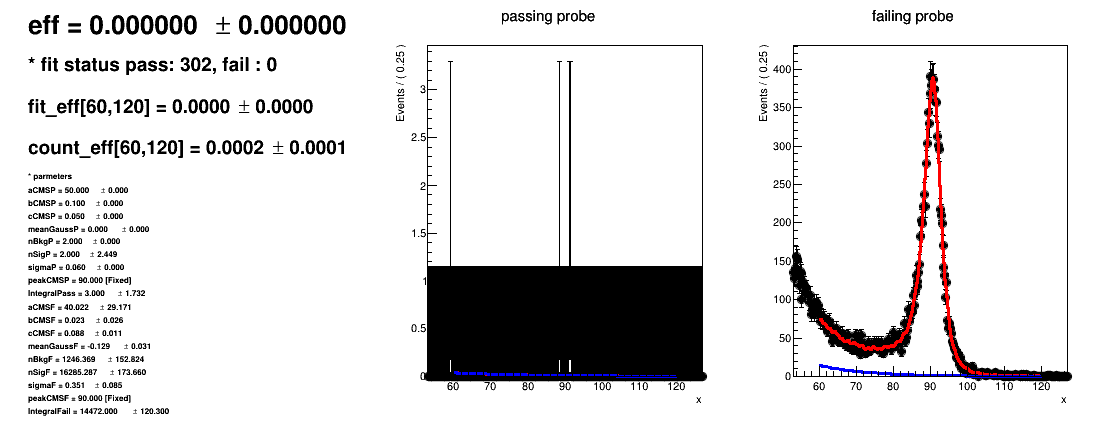 eff = 0.000000 ± 0.000000
* fit status pass: 302, fail : 0
fit_eff[60,120] = 0.0000 ± 0.0000
count_eff[60,120] = 0.0002 ± 0.0001
* parmeters
aCMSP = 50.000 ± 0.000
bCMSP = 0.100 ± 0.000
cCMSP = 0.050 ± 0.000
meanGaussP = 0.000 ± 0.000
nBkgP = 2.000 ± 0.000
nSigP = 2.000 ± 2.449
sigmaP = 0.060 ± 0.000
peakCMSP = 90.000 [Fixed]
IntegralPass = 3.000 ± 1.732
aCMSF = 40.022 ± 29.171
bCMSF = 0.023 ± 0.026
cCMSF = 0.088 ± 0.011
meanGaussF = -0.129 ± 0.031
nBkgF = 1246.369 ± 152.824
nSigF = 16285.287 ± 173.660
sigmaF = 0.351 ± 0.085
peakCMSF = 90.000 [Fixed]
IntegralFail = 14472.000 ± 120.300
passing probe
Events / ( 0.25 )
3
2.5
2
1.5
1
0.5
0
60 70 80 90 100 110 120
x
failing probe
Events / ( 0.25 )
400
350
300
250
200
150
100
50
0
60 70 80 90 100 110 120
x